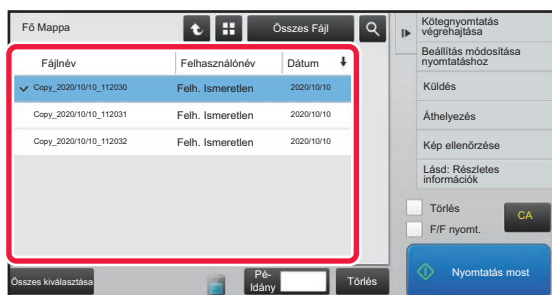 Fő Mappa
Összes Fájl
Fájlnév Felhasználónév Dátum
Copy_2020/10/10_112030 Felh. Ismeretlen 2020/10/10
Copy_2020/10/10_112031 Felh. Ismeretlen 2020/10/10
Copy_2020/10/10_112032 Felh. Ismeretlen 2020/10/10
Összes kiválasztása
Pé-
ldány
Törlés
Kötegnyomtatás
végrehajtása
Beállítás módosítása
nyomtatáshoz
Küldés
Áthelyezés
Kép ellenőrzése
Lásd: Részletes
információk
Törlés
F/F nyomt.
CA
Nyomtatás most